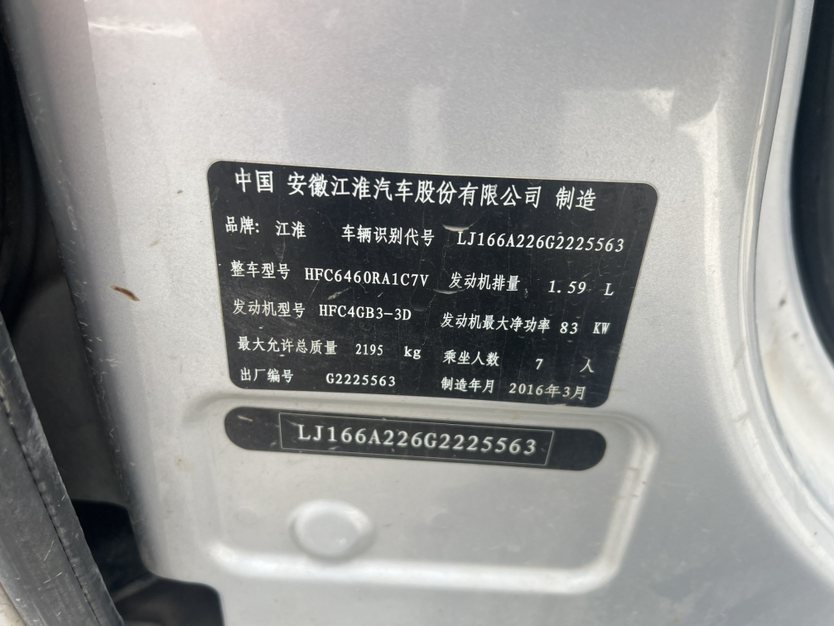 中国 安徽江淮汽车股份有限公司 制造
品牌: 江淮 车辆识别代号 LJ166A226G2225563
整车型号 HFC6460RA1C7V 发动机排量 1.59 L
发动机型号 HFC4GB3-3D 发动机最大净功率 83 KW
最大允许总质量 2195 kg 乘坐人数 7 人
出厂编号 G2225563 制造年月 2016年3月
LJ166A226G2225563